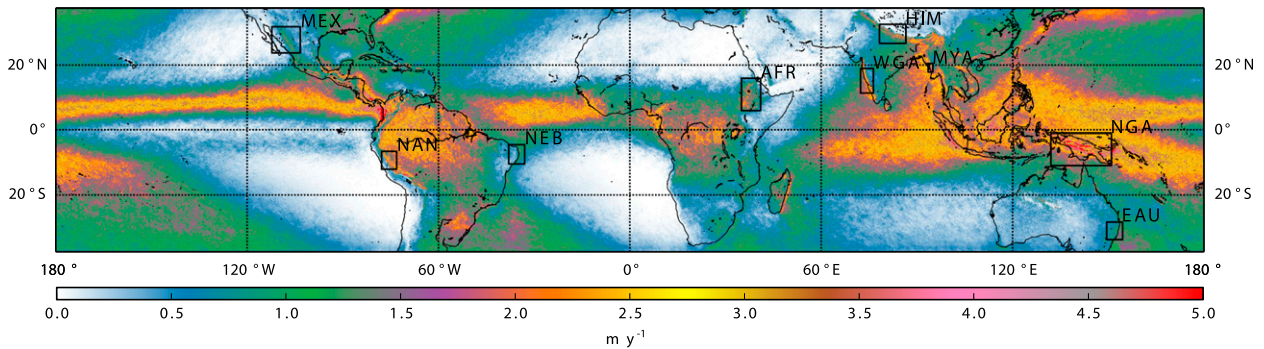 MEX
HIM
20 °N
AFR
WGA
MYA
20 °N
0°
NAN
NEB
NGA
0°
20 °S
EAU
20 °S
180 °
120 °W
60 °W
0°
60 °E
120 °E
180 °
0.0 0.5 1.0 1.5 2.0 2.5 3.0 3.5 4.0 4.5 5.0
m y⁻¹